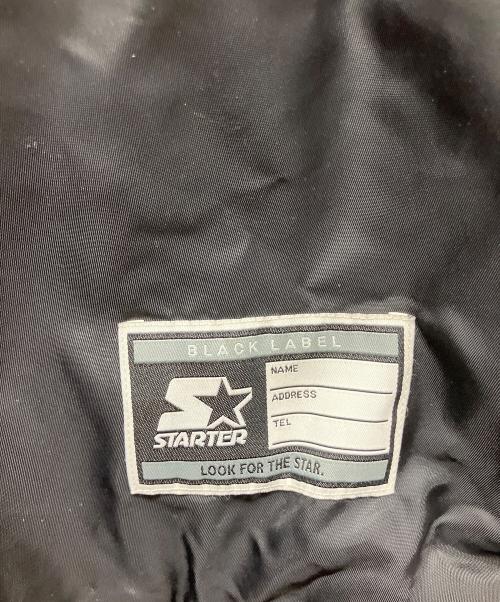 BLACK LABEL
NAME
ADDRESS
TEL
STARTER
LOOK FOR THE STAR.